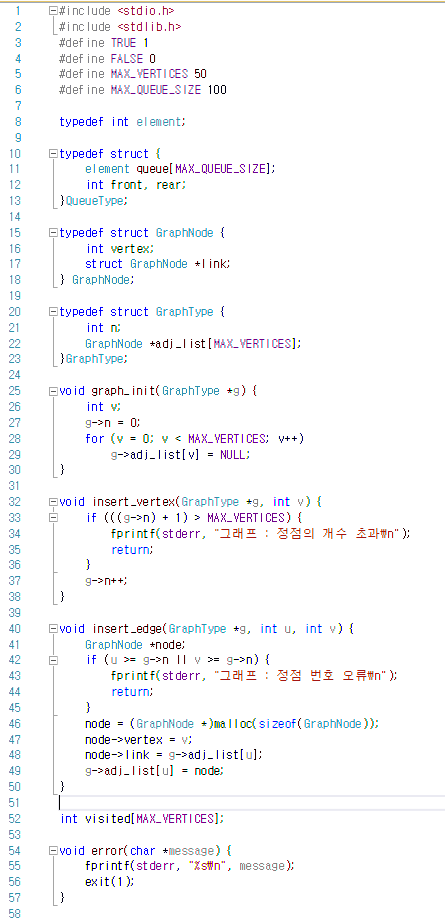 1 #include <stdio.h>
2 #include <stdlib.h>
3 #define TRUE 1
4 #define FALSE 0
5 #define MAX_VERTICES 50
6 #define MAX_QUEUE_SIZE 100
7
8 typedef int element;
9
10 typedef struct {
11 element queue[MAX_QUEUE_SIZE];
12 int front, rear;
13 }QueueType;
14
15 typedef struct GraphNode {
16 int vertex;
17 struct GraphNode *link;
18 } GraphNode;
19
20 typedef struct GraphType {
21 int n;
22 GraphNode *adj_list[MAX_VERTICES];
23 }GraphType;
24
25 void graph_init(GraphType *g) {
26 int v;
27 g->n = 0;
28 for (v = 0; v < MAX_VERTICES; v++)
29 g->adj_list[v] = NULL;
30 }
31
32 void insert_vertex(GraphType *g, int v) {
33 if (((g->n) + 1) > MAX_VERTICES) {
34 fprintf(stderr, "그래프 : 정점의 개수 초과₩n");
35 return;
36 }
37 g->n++;
38 }
39
40 void insert_edge(GraphType *g, int u, int v) {
41 GraphNode *node;
42 if (u >= g->n || v >= g->n) {
43 fprintf(stderr, "그래프 : 정점 번호 오류₩n");
44 return;
45 }
46 node = (GraphNode *)malloc(sizeof(GraphNode));
47 node->vertex = v;
48 node->link = g->adj_list[u];
49 g->adj_list[u] = node;
50 }
51
52 int visited[MAX_VERTICES];
53
54 void error(char *message) {
55 fprintf(stderr, "%s₩n", message);
56 exit(1);
57 }
58